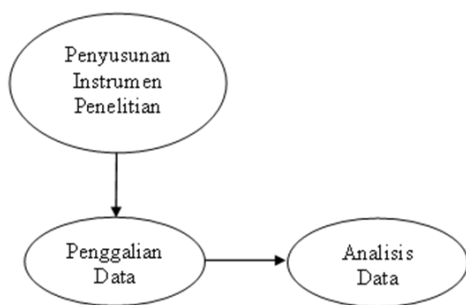 Penyusunan
Instrumen
Penelitian
Penggalian
Data
Analisis
Data